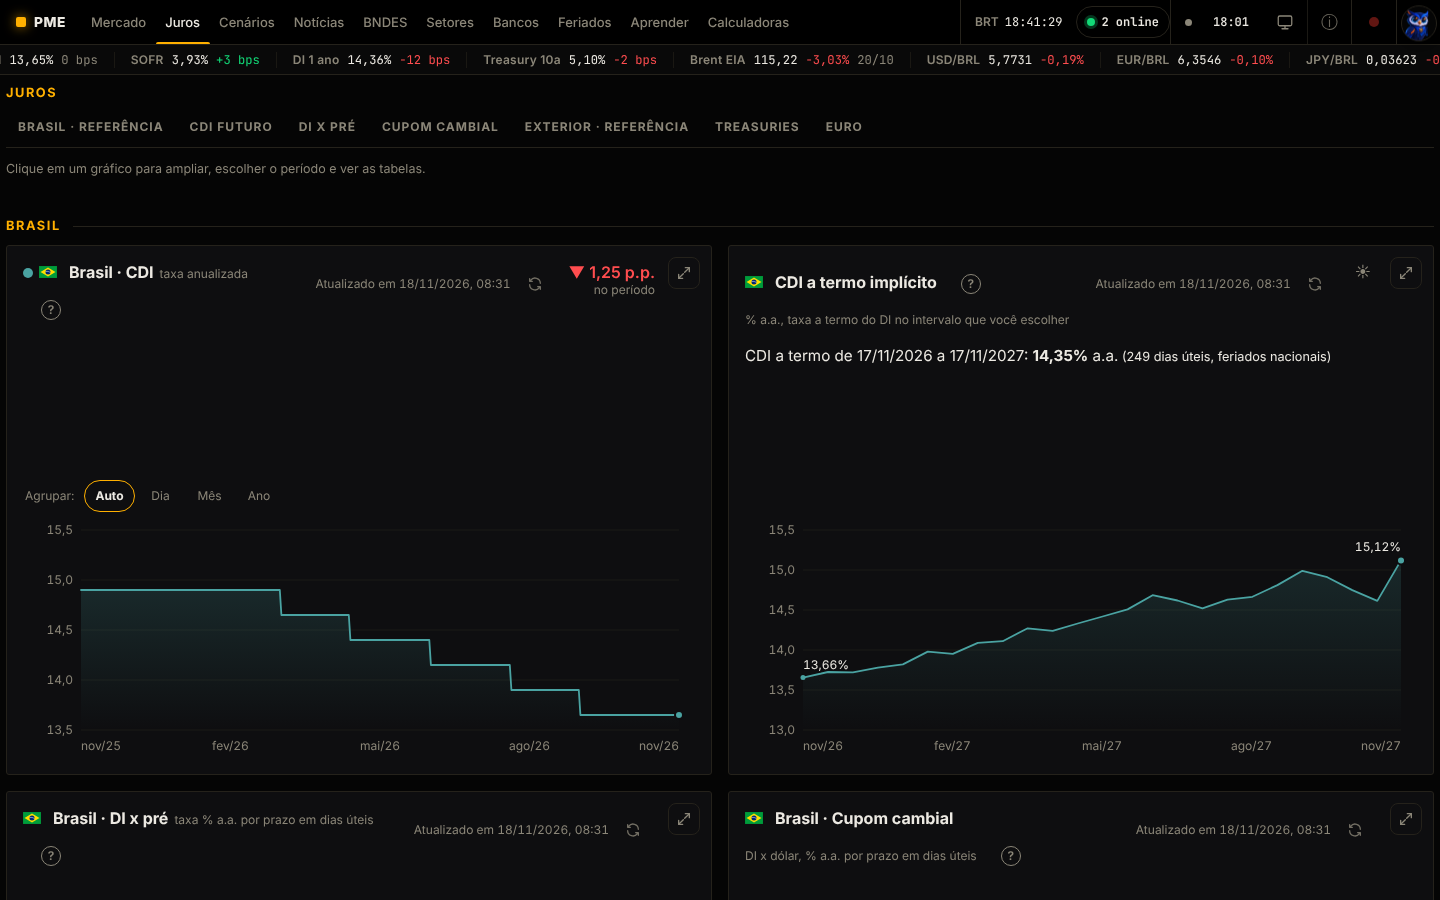 PME Mercado Juros Cenários Notícias BNDES Setores Bancos Feriados Aprender Calculadoras BRT 18:41:29 2 online 18:01
13,65% 0 bps SOFR 3,93% +3 bps DI 1 ano 14,36% -12 bps Treasury 10a 5,10% -2 bps Brent EIA 115,22 -3,03% 20/10 USD/BRL 5,7731 -0,19% EUR/BRL 6,3546 -0,10% JPY/BRL 0,03623 -0
JUROS
BRASIL · REFERÊNCIA CDI FUTURO DI X PRÉ CUPOM CAMBIAL EXTERIOR · REFERÊNCIA TREASURIES EURO
Clique em um gráfico para ampliar, escolher o período e ver as tabelas.
BRASIL
Brasil · CDI taxa anualizada
Atualizado em 18/11/2026, 08:31
▼ 1,25 p.p.
no período
?
Agrupar: Auto Dia Mês Ano
15,5
15,0
14,5
14,0
13,5
nov/25 fev/26 mai/26 ago/26 nov/26
CDI a termo implícito ?
Atualizado em 18/11/2026, 08:31
% a.a., taxa a termo do DI no intervalo que você escolher
CDI a termo de 17/11/2026 a 17/11/2027: 14,35% a.a. (249 dias úteis, feriados nacionais)
15,5
15,0
14,5
14,0
13,5
13,0
13,66%
15,12%
nov/26 fev/27 mai/27 ago/27 nov/27
Brasil · DI x pré taxa % a.a. por prazo em dias úteis
Atualizado em 18/11/2026, 08:31
?
Brasil · Cupom cambial
Atualizado em 18/11/2026, 08:31
DI x dólar, % a.a. por prazo em dias úteis ?